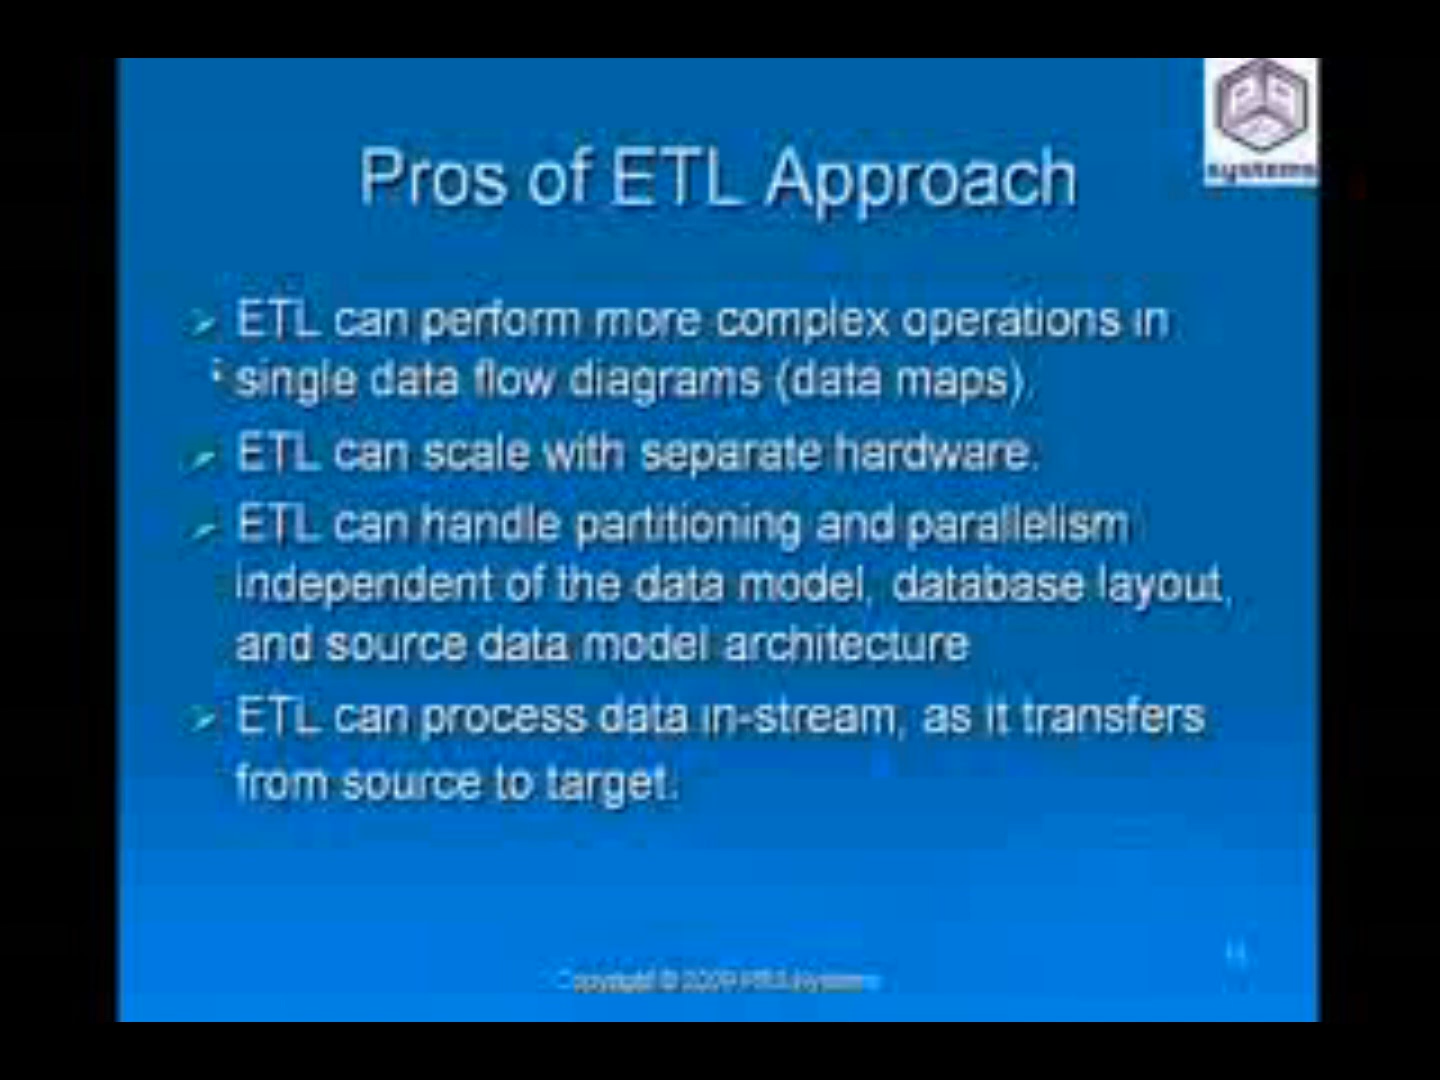 systems
Pros of ETL Approach
ETL can perform more complex operations in
single data flow diagrams (data maps)
ETL can scale with separate hardware.
ETL can handle partitioning and parallelism
independent of the data model, database layout,
and source data model architecture
ETL can process data in-stream, as it transfers
from source to target.
Copyright ©